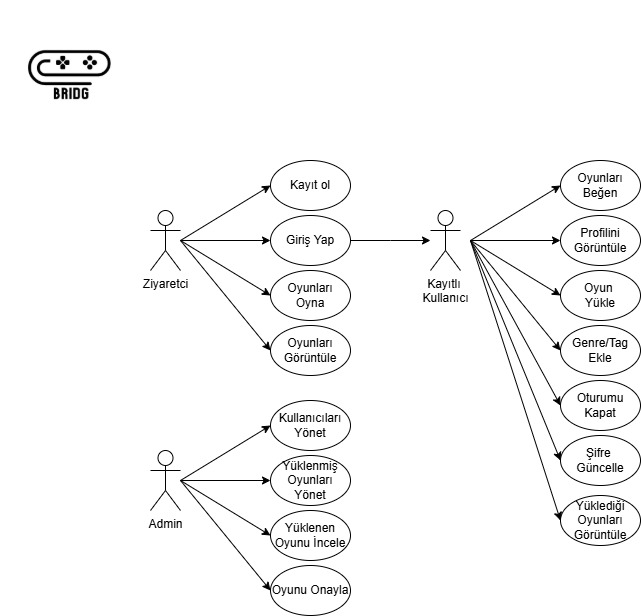 BRIDG
Kayıt ol
Giriş Yap
Oyunları
Oyna
Oyunları
Görüntüle
Ziyaretci
Kayıtlı
Kullanıcı
Oyunları
Beğen
Profilini
Görüntüle
Oyun
Yükle
Genre/Tag
Ekle
Oturumu
Kapat
Şifre
Güncelle
Yüklediği
Oyunları
Görüntüle
Kullanıcıları
Yönet
Yüklenmiş
Oyunları
Yönet
Yüklenen
Oyunu İncele
Oyunu Onayla
Admin